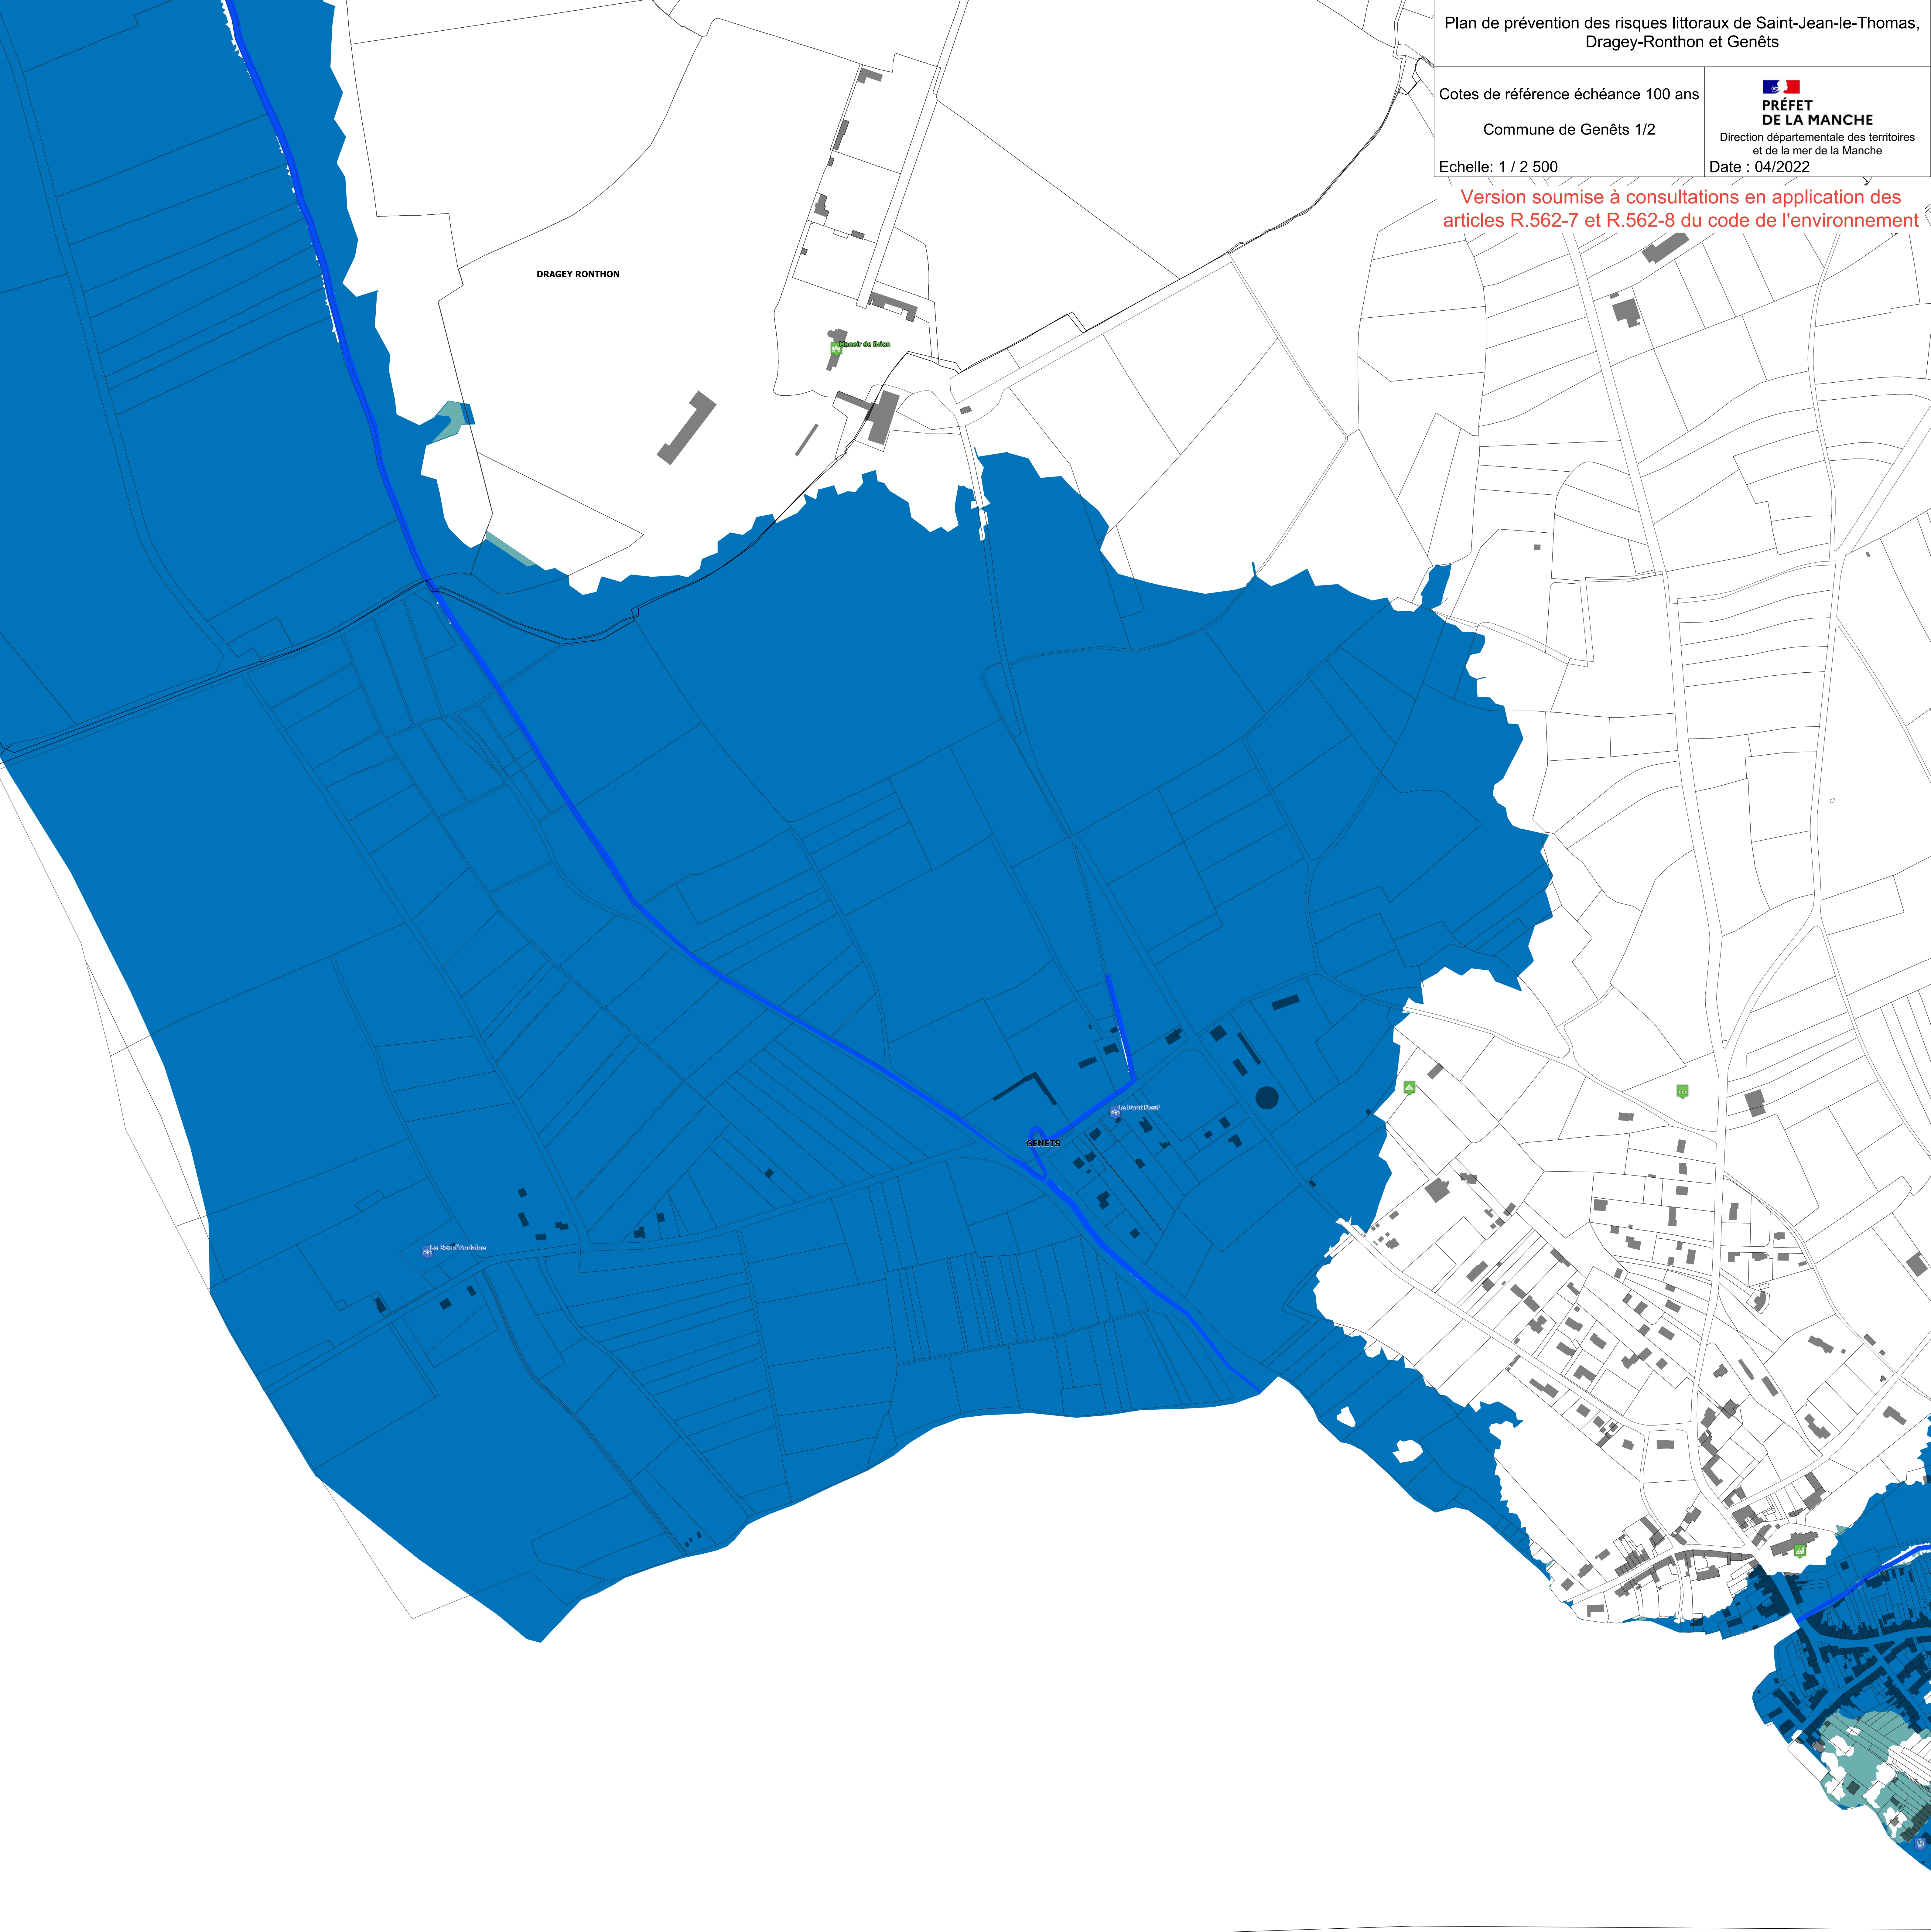 Plan de prévention des risques littoraux de Saint-Jean-le-Thomas,
Dragey-Ronthon et Genêts
Cotes de référence échéance 100 ans
Commune de Genêts 1/2
PRÉFET
DE LA MANCHE
Direction départementale des territoires
et de la mer de la Manche
Echelle: 1 / 2 500
Date : 04/2022
Version soumise à consultations en application des
articles R.562-7 et R.562-8 du code de l'environnement
DRAGEY RONTHON
Manoir de Brion
Le Pont Neuf
GENETS
Le Bec d'Andaine